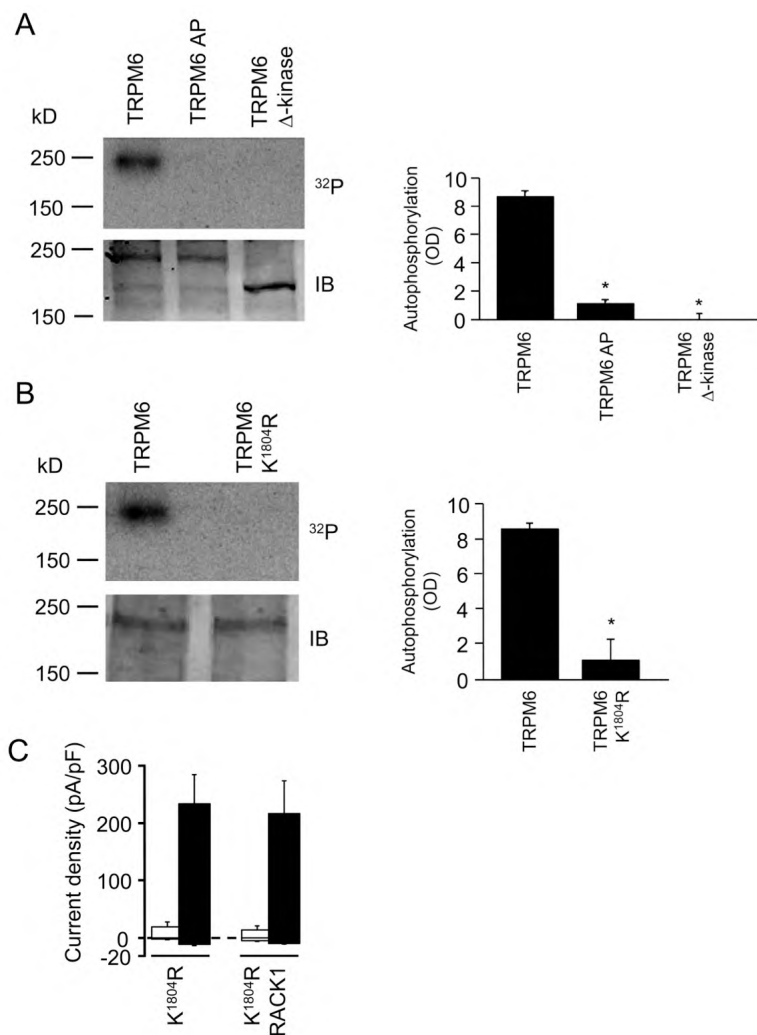 A
TRPM6
TRPM6 AP
TRPM6
Δ-kinase
kD
250
150
32P
250
150
IB
Autophosphorylation
(OD)
10
8
6
4
2
0
*
*
TRPM6
TRPM6 AP
TRPM6
Δ-kinase
B
TRPM6
TRPM6
K1804R
kD
250
150
32P
250
150
IB
Autophosphorylation
(OD)
10
8
6
4
2
0
*
TRPM6
TRPM6
K1804R
C
Current density (pA/pF)
300
200
100
0
-20
K1804R
K1804R
RACK1